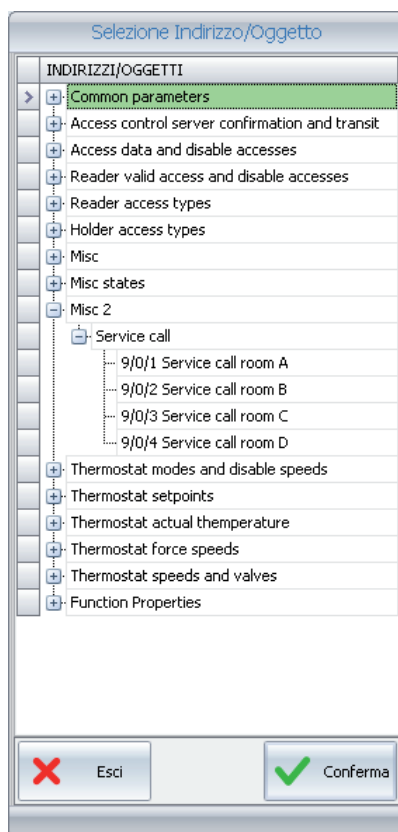 Selezione Indirizzo/Oggetto
INDIRIZZI/OGGETTI
Common parameters
Access control server confirmation and transit
Access data and disable accesses
Reader valid access and disable accesses
Reader access types
Holder access types
Misc
Misc states
Misc 2
Service call
9/0/1 Service call room A
9/0/2 Service call room B
9/0/3 Service call room C
9/0/4 Service call room D
Thermostat modes and disable speeds
Thermostat setpoints
Thermostat actual themperature
Thermostat force speeds
Thermostat speeds and valves
Function Properties
Esci
Conferma